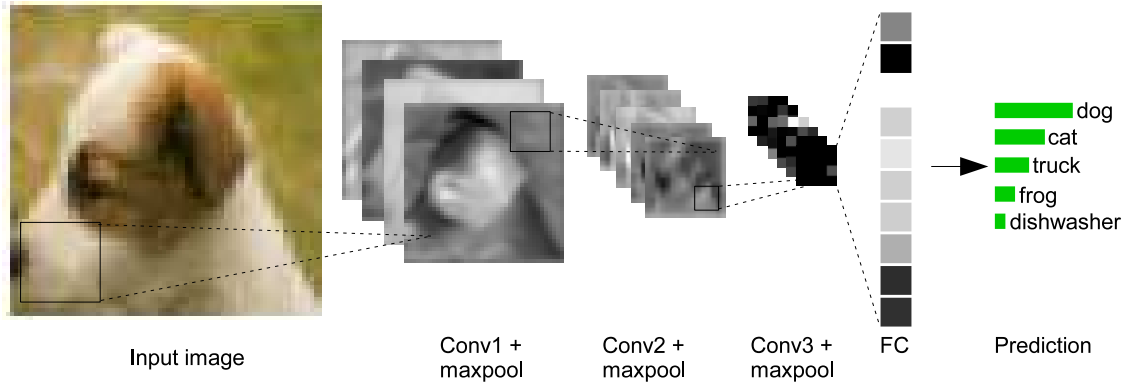 dog
cat
truck
frog
dishwasher
Input image
Conv1 +
maxpool
Conv2 +
maxpool
Conv3 +
maxpool
FC
Prediction